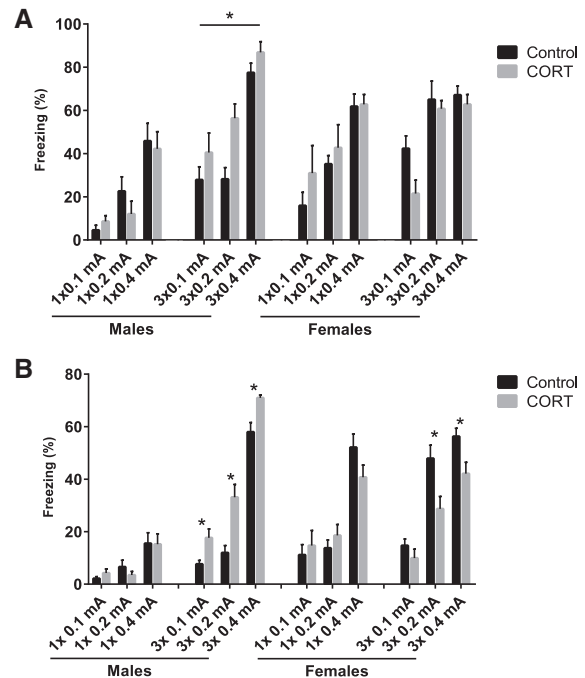 A
*
100
80
60
40
20
0
Freezing (%)
Control
CORT
1x0.1 mA
1x0.2 mA
1x0.4 mA
3x0.1 mA
3x0.2 mA
3x0.4 mA
1x0.1 mA
1x0.2 mA
1x0.4 mA
3x0.1 mA
3x0.2 mA
3x0.4 mA
Males
Females
B
80
60
40
20
0
Freezing (%)
* * * * *
Control
CORT
1x 0.1 mA
1x 0.2 mA
1x 0.4 mA
3x 0.1 mA
3x 0.2 mA
3x 0.4 mA
1x 0.1 mA
1x 0.2 mA
1x 0.4 mA
3x 0.1 mA
3x 0.2 mA
3x 0.4 mA
Males
Females